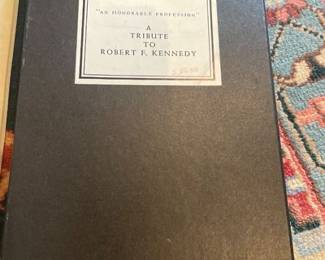 "AN HONORABLE PROFESSION"
A
TRIBUTE
TO
ROBERT F. KENNEDY